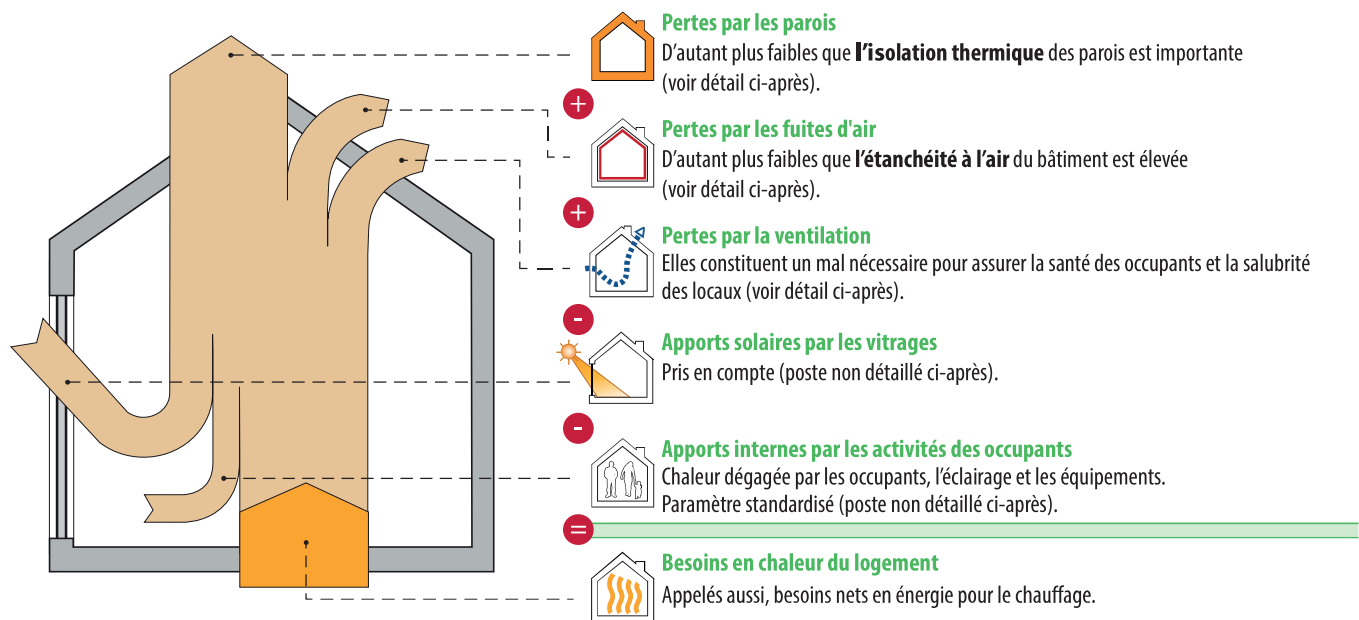 Pertes par les parois
D'autant plus faibles que l'isolation thermique des parois est importante
(voir détail ci-après).
+
Pertes par les fuites d'air
D'autant plus faibles que l'étanchéité à l'air du bâtiment est élevée
(voir détail ci-après).
+
Pertes par la ventilation
Elles constituent un mal nécessaire pour assurer la santé des occupants et la salubrité
des locaux (voir détail ci-après).
-
Apports solaires par les vitrages
Pris en compte (poste non détaillé ci-après).
-
Apports internes par les activités des occupants
Chaleur dégagée par les occupants, l'éclairage et les équipements.
Paramètre standardisé (poste non détaillé ci-après).
=
Besoins en chaleur du logement
Appelés aussi, besoins nets en énergie pour le chauffage.